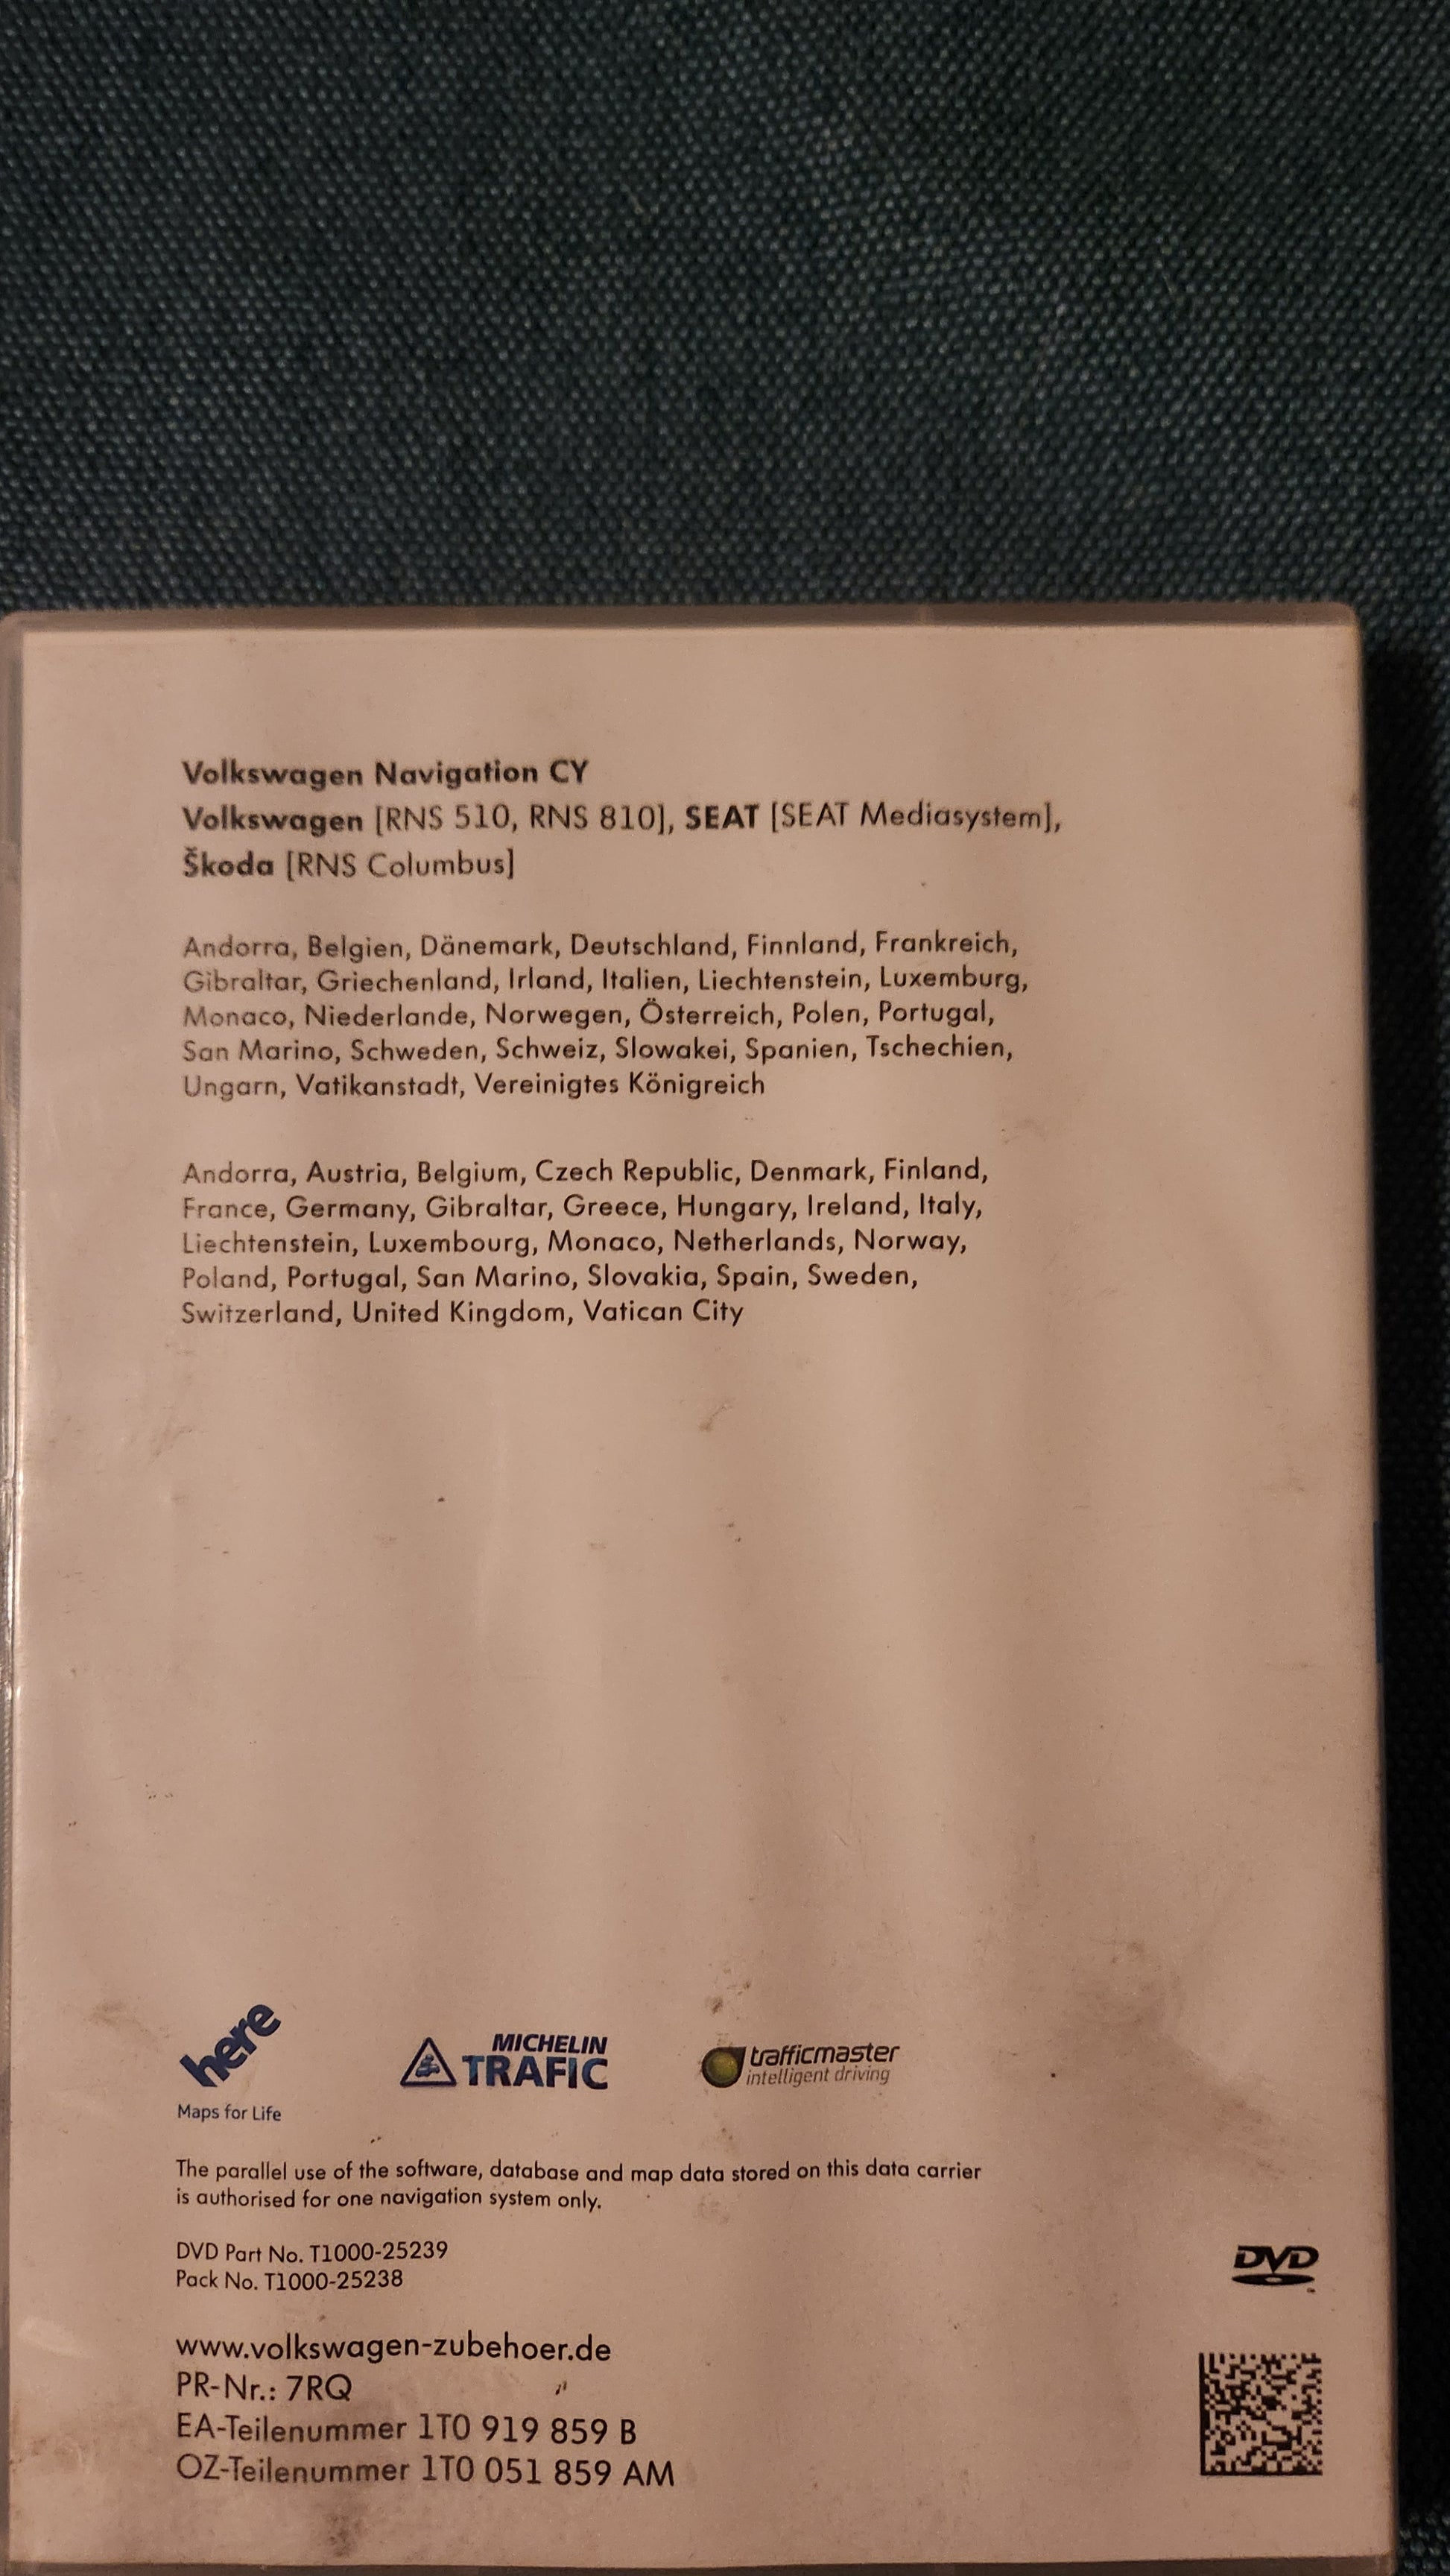 Volkswagen Navigation CY
Volkswagen [RNS 510, RNS 810], SEAT [SEAT Mediasystem],
Škoda [RNS Columbus]
Andorra, Belgien, Dänemark, Deutschland, Finnland, Frankreich,
Gibraltar, Griechenland, Irland, Italien, Liechtenstein, Luxemburg,
Monaco, Niederlande, Norwegen, Österreich, Polen, Portugal,
San Marino, Schweden, Schweiz, Slowakei, Spanien, Tschechien,
Ungarn, Vatikanstadt, Vereinigtes Königreich
Andorra, Austria, Belgium, Czech Republic, Denmark, Finland,
France, Germany, Gibraltar, Greece, Hungary, Ireland, Italy,
Liechtenstein, Luxembourg, Monaco, Netherlands, Norway,
Poland, Portugal, San Marino, Slovakia, Spain, Sweden,
Switzerland, United Kingdom, Vatican City
here
Maps for Life
MICHELIN
TRAFIC
trafficmaster
intelligent driving
The parallel use of the software, database and map data stored on this data carrier
is authorised for one navigation system only.
DVD Part No. T1000-25239
Pack No. T1000-25238
DVD
www.volkswagen-zubehoer.de
PR-Nr.: 7RQ
EA-Teilenummer 1T0 919 859 B
OZ-Teilenummer 1T0 051 859 AM